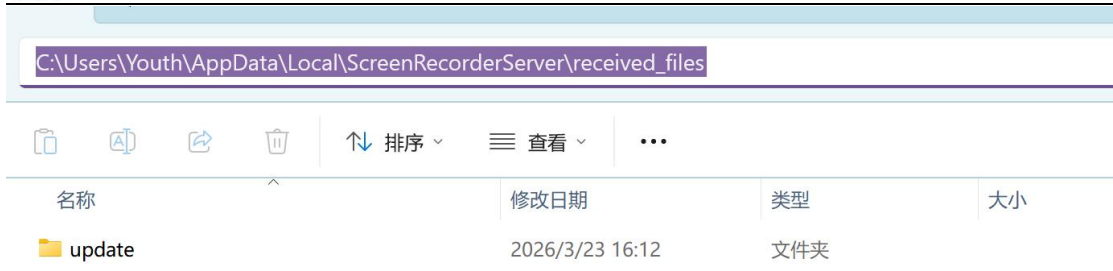 C:\Users\Youth\AppData\Local\ScreenRecorderServer\received_files
排序 查看 •••
名称 修改日期 类型 大小
update 2026/3/23 16:12 文件夹